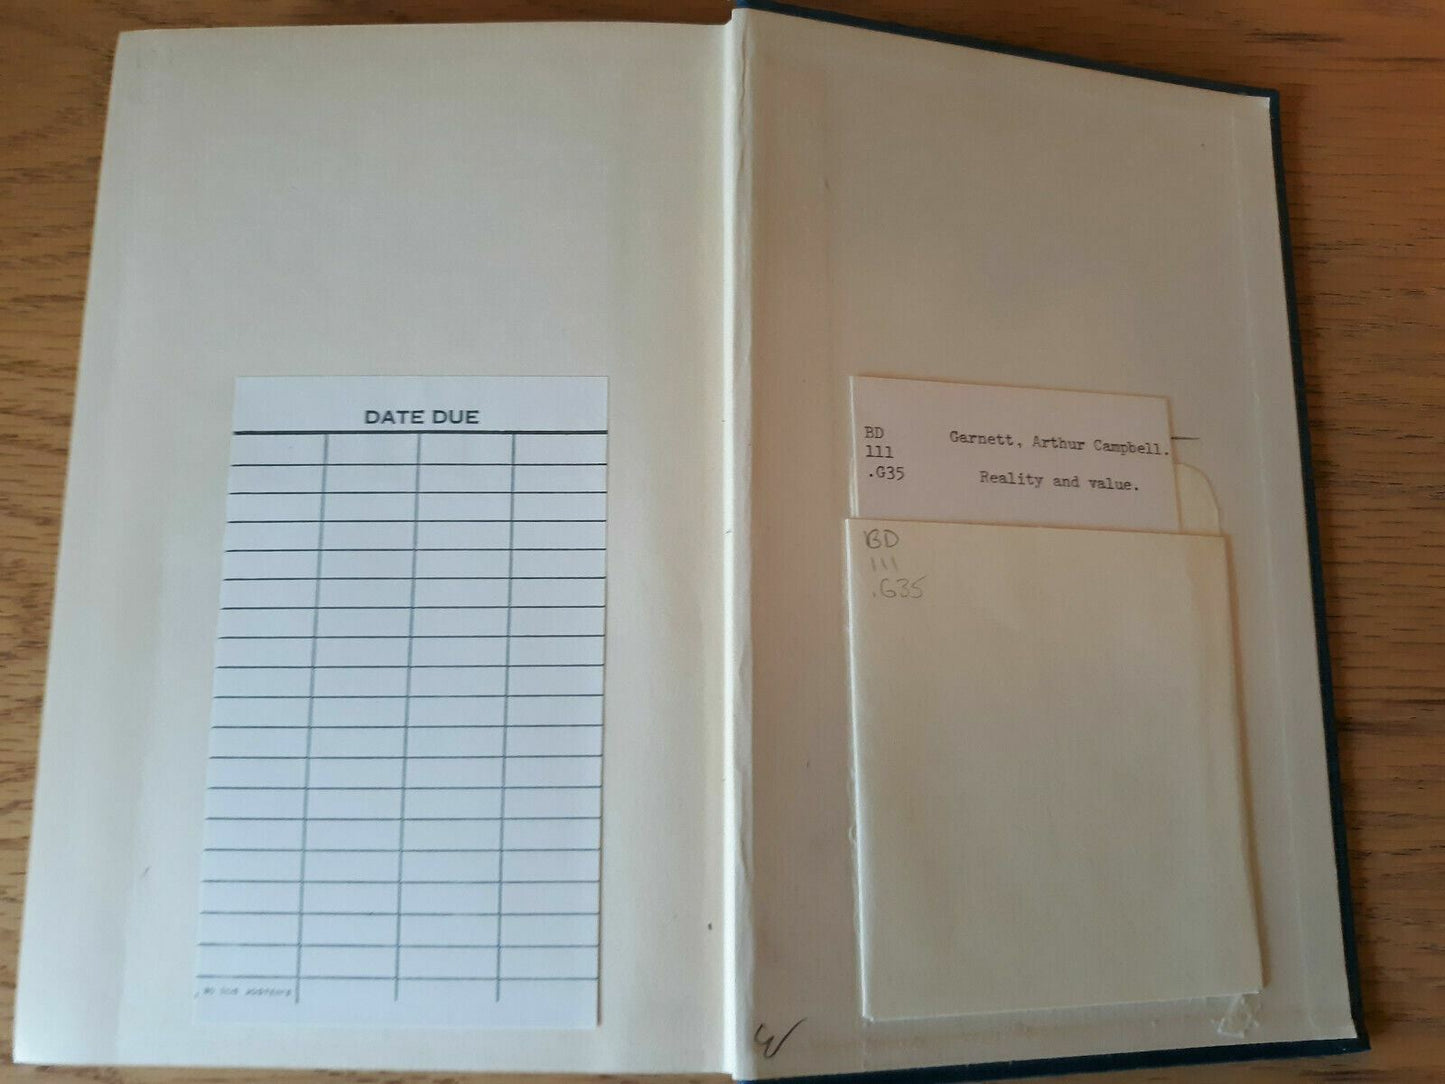 DATE DUE
BD
111
.G35
Garnett, Arthur Campbell.
Reality and value.
BD
111
.G35
W